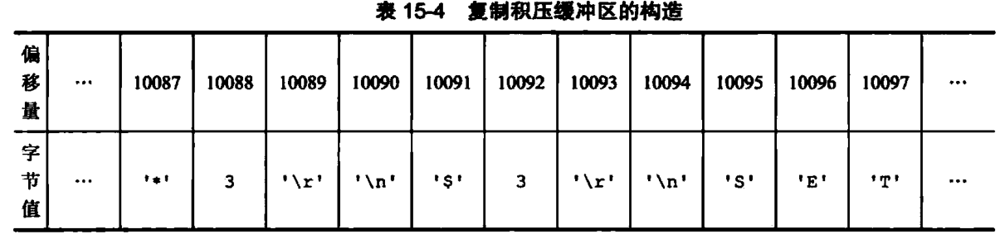 表 15-4 复制积压缓冲区的构造
偏移量 … 10087 10088 10089 10090 10091 10092 10093 10094 10095 10096 10097 …
字节值 … '*' 3 '\r' '\n' '$' 3 '\r' '\n' 'S' 'E' 'T' …